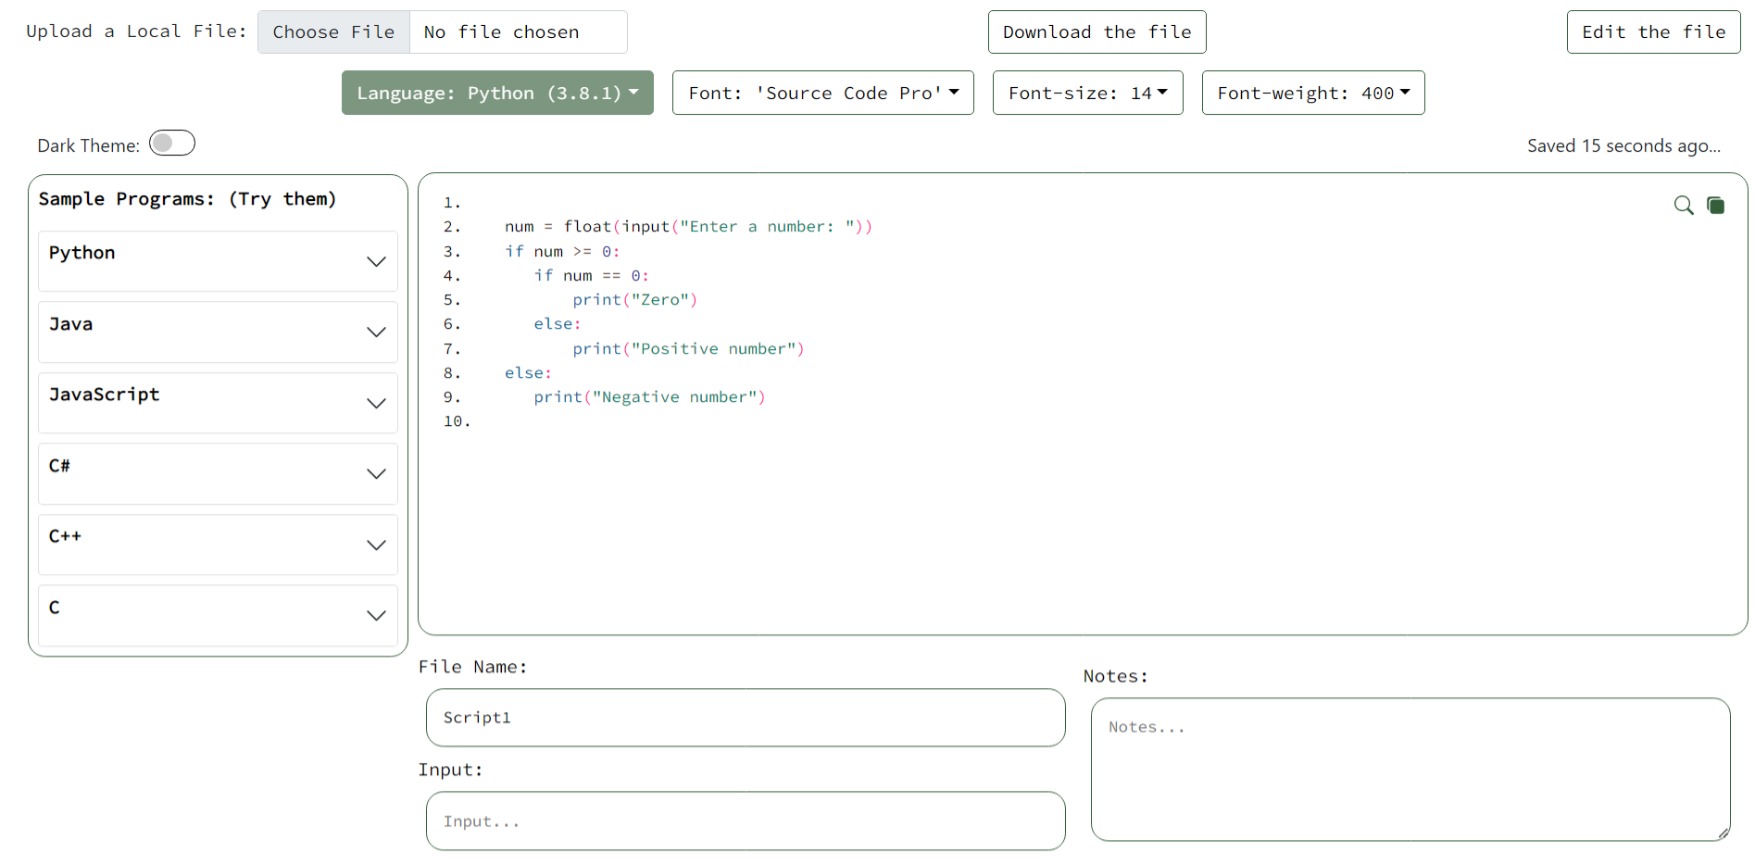 Upload a Local File: Choose File No file chosen Download the file Edit the file
Language: Python (3.8.1) Font: 'Source Code Pro' Font-size: 14 Font-weight: 400
Dark Theme: Saved 15 seconds ago...
Sample Programs: (Try them)
Python
Java
JavaScript
C#
C++
C
1.
2. num = float(input("Enter a number: "))
3. if num >= 0:
4.    if num == 0:
5.        print("Zero")
6.    else:
7.        print("Positive number")
8. else:
9.    print("Negative number")
10.
File Name:
Script1
Input:
Input...
Notes:
Notes...